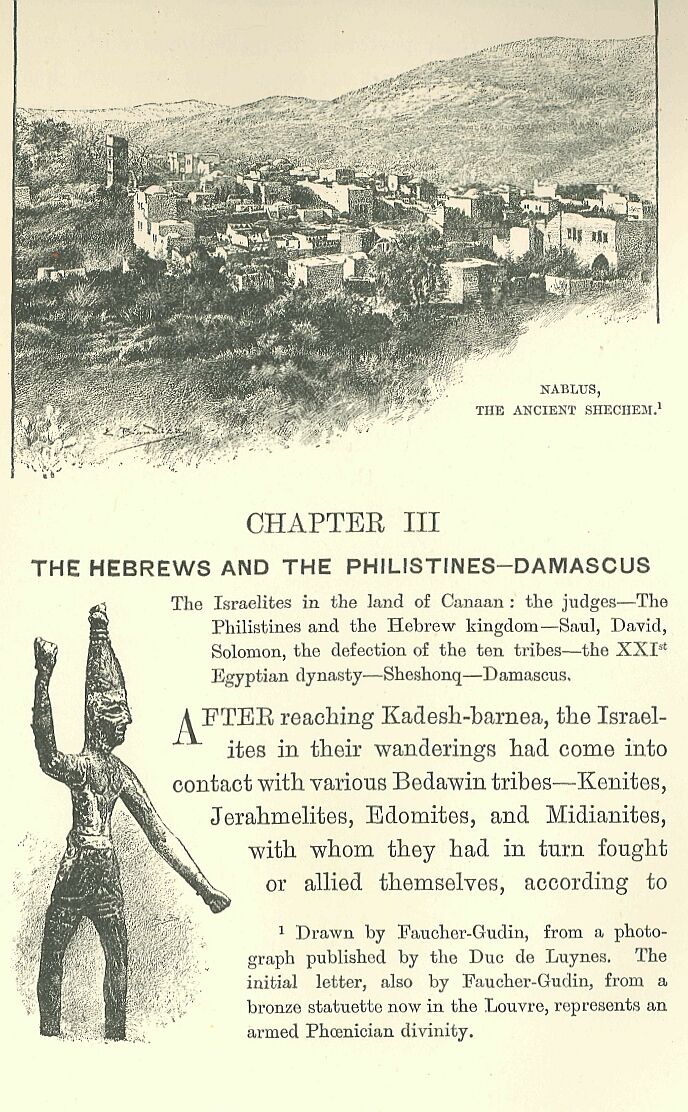 NABLUS,
THE ANCIENT SHECHEM.¹
CHAPTER III
THE HEBREWS AND THE PHILISTINES—DAMASCUS
The Israelites in the land of Canaan: the judges—The
Philistines and the Hebrew kingdom—Saul, David,
Solomon, the defection of the ten tribes—the XXIˢᵗ
Egyptian dynasty—Sheshonq—Damascus.
AFTER reaching Kadesh-barnea, the Israel-
ites in their wanderings had come into
contact with various Bedawin tribes—Kenites,
Jerahmelites, Edomites, and Midianites,
with whom they had in turn fought
or allied themselves, according to
¹ Drawn by Faucher-Gudin, from a photo-
graph published by the Duc de Luynes. The
initial letter, also by Faucher-Gudin, from a
bronze statuette now in the Louvre, represents an
armed Phœnician divinity.